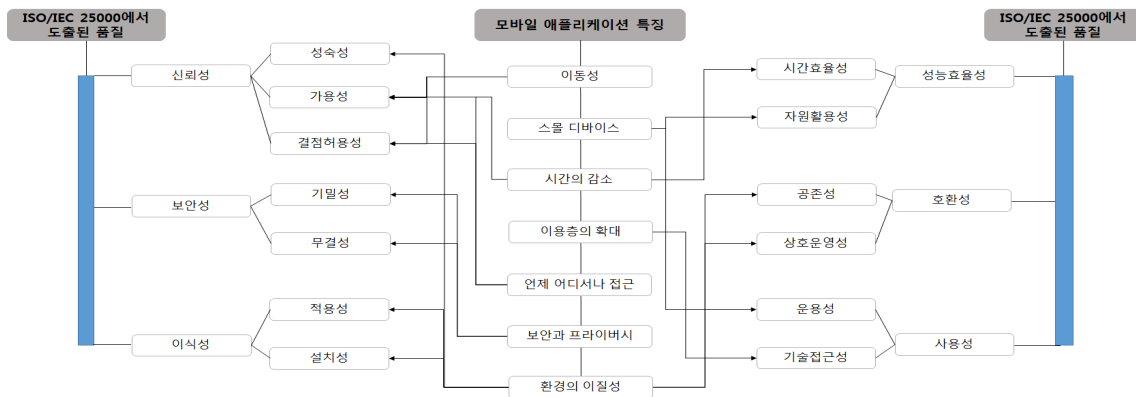 ISO/IEC 25000에서
도출된 품질
모바일 애플리케이션 특징
ISO/IEC 25000에서
도출된 품질
신뢰성
성숙성
가용성
결점허용성
보안성
기밀성
무결성
이식성
적용성
설치성
이동성
스몰 디바이스
시간의 감소
이용층의 확대
언제 어디서나 접근
보안과 프라이버시
환경의 이질성
시간효율성
자원활용성
성능효율성
공존성
상호운영성
호환성
운용성
기술접근성
사용성